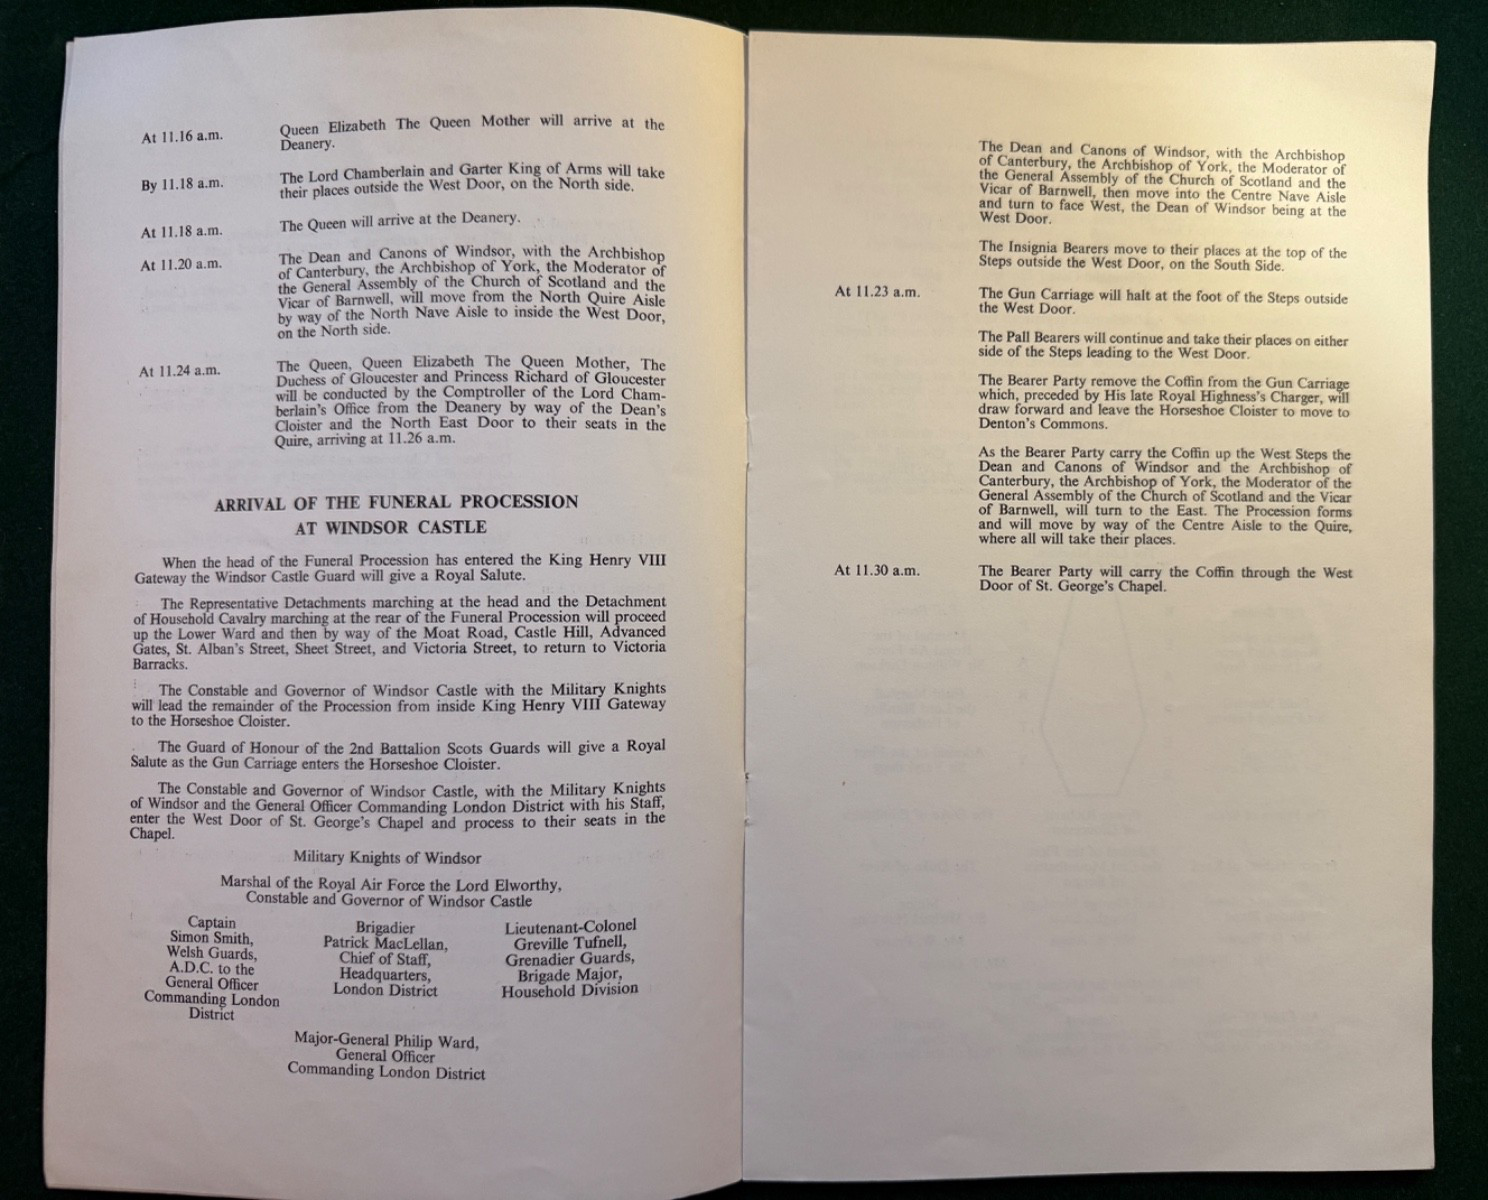 At 11.16 a.m. Queen Elizabeth The Queen Mother will arrive at the
Deanery.
By 11.18 a.m. The Lord Chamberlain and Garter King of Arms will take
their places outside the West Door, on the North side.
At 11.18 a.m. The Queen will arrive at the Deanery.
At 11.20 a.m. The Dean and Canons of Windsor, with the Archbishop
of Canterbury, the Archbishop of York, the Moderator of
the General Assembly of the Church of Scotland and the
Vicar of Barnwell, will move from the North Quire Aisle
by way of the North Nave Aisle to inside the West Door,
on the North side.
At 11.24 a.m. The Queen, Queen Elizabeth The Queen Mother, The
Duchess of Gloucester and Princess Richard of Gloucester
will be conducted by the Comptroller of the Lord Cham-
berlain's Office from the Deanery by way of the Dean's
Cloister and the North East Door to their seats in the
Quire, arriving at 11.26 a.m.
ARRIVAL OF THE FUNERAL PROCESSION
AT WINDSOR CASTLE
When the head of the Funeral Procession has entered the King Henry VIII
Gateway the Windsor Castle Guard will give a Royal Salute.
The Representative Detachments marching at the head and the Detachment
of Household Cavalry marching at the rear of the Funeral Procession will proceed
up the Lower Ward and then by way of the Moat Road, Castle Hill, Advanced
Gates, St. Alban's Street, Sheet Street, and Victoria Street, to return to Victoria
Barracks.
The Constable and Governor of Windsor Castle with the Military Knights
will lead the remainder of the Procession from inside King Henry VIII Gateway
to the Horseshoe Cloister.
The Guard of Honour of the 2nd Battalion Scots Guards will give a Royal
Salute as the Gun Carriage enters the Horseshoe Cloister.
The Constable and Governor of Windsor Castle, with the Military Knights
of Windsor and the General Officer Commanding London District with his Staff,
enter the West Door of St. George's Chapel and process to their seats in the
Chapel.
Military Knights of Windsor
Marshal of the Royal Air Force the Lord Elworthy,
Constable and Governor of Windsor Castle
Captain
Simon Smith,
Welsh Guards,
A.D.C. to the
General Officer
Commanding London
District
Brigadier
Patrick MacLellan,
Chief of Staff,
Headquarters,
London District
Lieutenant-Colonel
Greville Tufnell,
Grenadier Guards,
Brigade Major,
Household Division
Major-General Philip Ward,
General Officer
Commanding London District
The Dean and Canons of Windsor, with the Archbishop
of Canterbury, the Archbishop of York, the Moderator of
the General Assembly of the Church of Scotland and the
Vicar of Barnwell, then move into the Centre Nave Aisle
and turn to face West, the Dean of Windsor being at the
West Door.
The Insignia Bearers move to their places at the top of the
Steps outside the West Door, on the South Side.
At 11.23 a.m. The Gun Carriage will halt at the foot of the Steps outside
the West Door.
The Pall Bearers will continue and take their places on either
side of the Steps leading to the West Door.
The Bearer Party remove the Coffin from the Gun Carriage
which, preceded by His late Royal Highness's Charger, will
draw forward and leave the Horseshoe Cloister to move to
Denton's Commons.
As the Bearer Party carry the Coffin up the West Steps the
Dean and Canons of Windsor and the Archbishop of
Canterbury, the Archbishop of York, the Moderator of the
General Assembly of the Church of Scotland and the Vicar
of Barnwell, will turn to the East. The Procession forms
and will move by way of the Centre Aisle to the Quire,
where all will take their places.
At 11.30 a.m. The Bearer Party will carry the Coffin through the West
Door of St. George's Chapel.